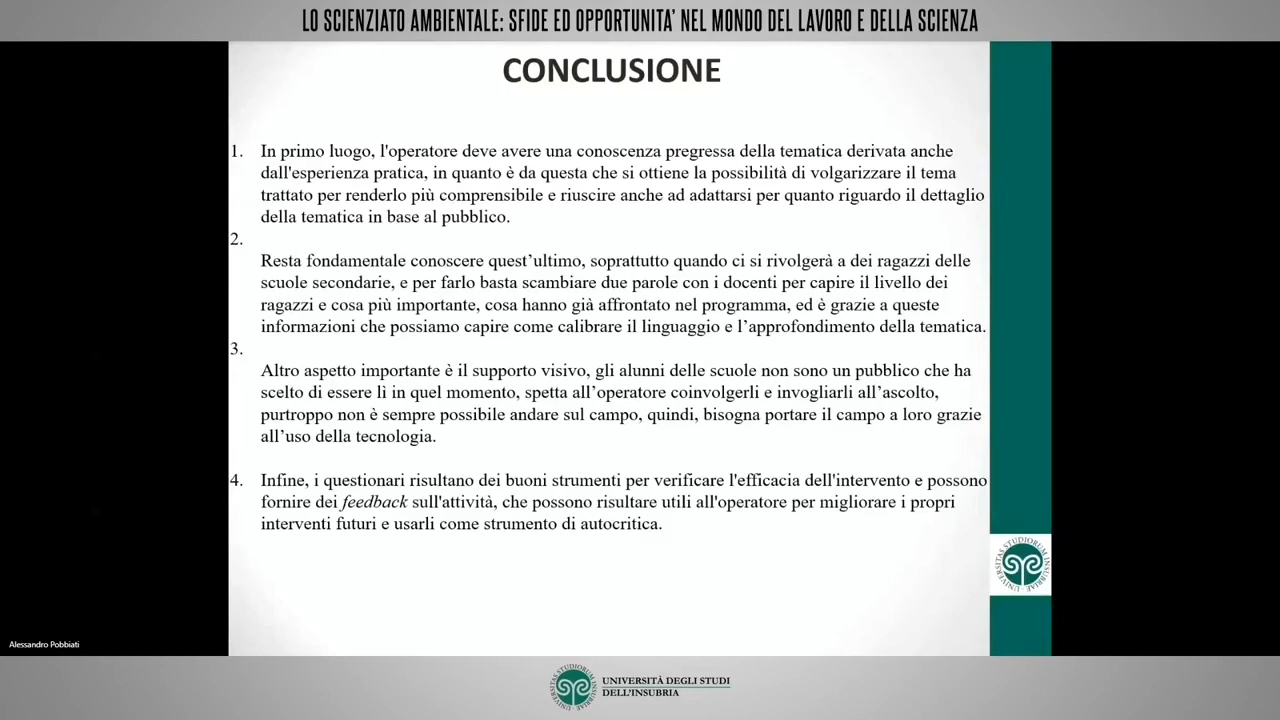 LO SCIENZIATO AMBIENTALE: SFIDE ED OPPORTUNITA' NEL MONDO DEL LAVORO E DELLA SCIENZA
CONCLUSIONE
1. In primo luogo, l'operatore deve avere una conoscenza pregressa della tematica derivata anche
dall'esperienza pratica, in quanto è da questa che si ottiene la possibilità di volgarizzare il tema
trattato per renderlo più comprensibile e riuscire anche ad adattarsi per quanto riguardo il dettaglio
della tematica in base al pubblico.
2.
Resta fondamentale conoscere quest’ultimo, soprattutto quando ci si rivolgerà a dei ragazzi delle
scuole secondarie, e per farlo basta scambiare due parole con i docenti per capire il livello dei
ragazzi e cosa più importante, cosa hanno già affrontato nel programma, ed è grazie a queste
informazioni che possiamo capire come calibrare il linguaggio e l’approfondimento della tematica.
3.
Altro aspetto importante è il supporto visivo, gli alunni delle scuole non sono un pubblico che ha
scelto di essere lì in quel momento, spetta all’operatore coinvolgerli e invogliarli all’ascolto,
purtroppo non è sempre possibile andare sul campo, quindi, bisogna portare il campo a loro grazie
all’uso della tecnologia.
4. Infine, i questionari risultano dei buoni strumenti per verificare l'efficacia dell'intervento e possono
fornire dei feedback sull'attività, che possono risultare utili all'operatore per migliorare i propri
interventi futuri e usarli come strumento di autocritica.
UNIVERSITAS STUDIORUM INSUBRIAE
Alessandro Pobbiati
UNIVERSITAS STUDIORUM INSUBRIAE
UNIVERSITÀ DEGLI STUDI
DELL'INSUBRIA